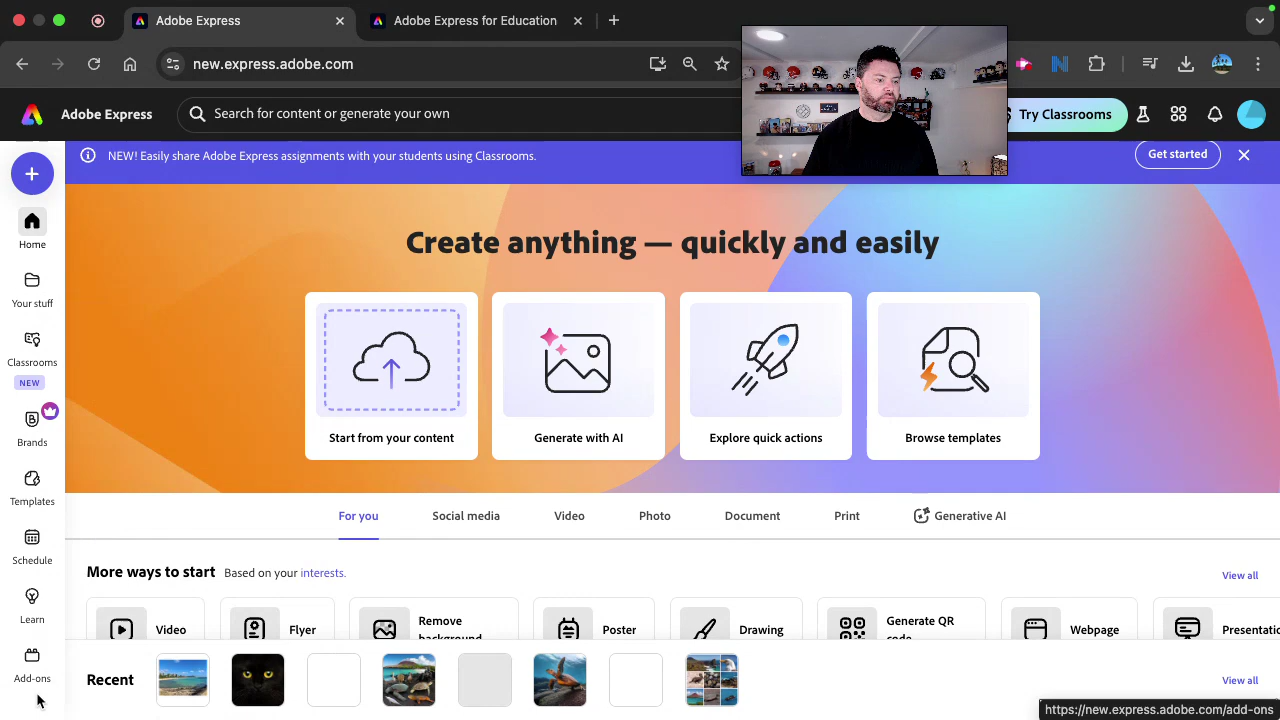 Adobe Express
Adobe Express for Education
new.express.adobe.com
Adobe Express
Search for content or generate your own
Try Classrooms
NEW! Easily share Adobe Express assignments with your students using Classrooms.
Get started
Home
Your stuff
Classrooms
NEW
Brands
Templates
Schedule
Learn
Add-ons
Create anything — quickly and easily
Start from your content
Generate with AI
Explore quick actions
Browse templates
For you
Social media
Video
Photo
Document
Print
Generative AI
More ways to start
Based on your interests.
View all
Video
Flyer
Remove
background
Poster
Drawing
Generate QR
code
Webpage
Presentatio
Recent
View all
https://new.express.adobe.com/add-ons